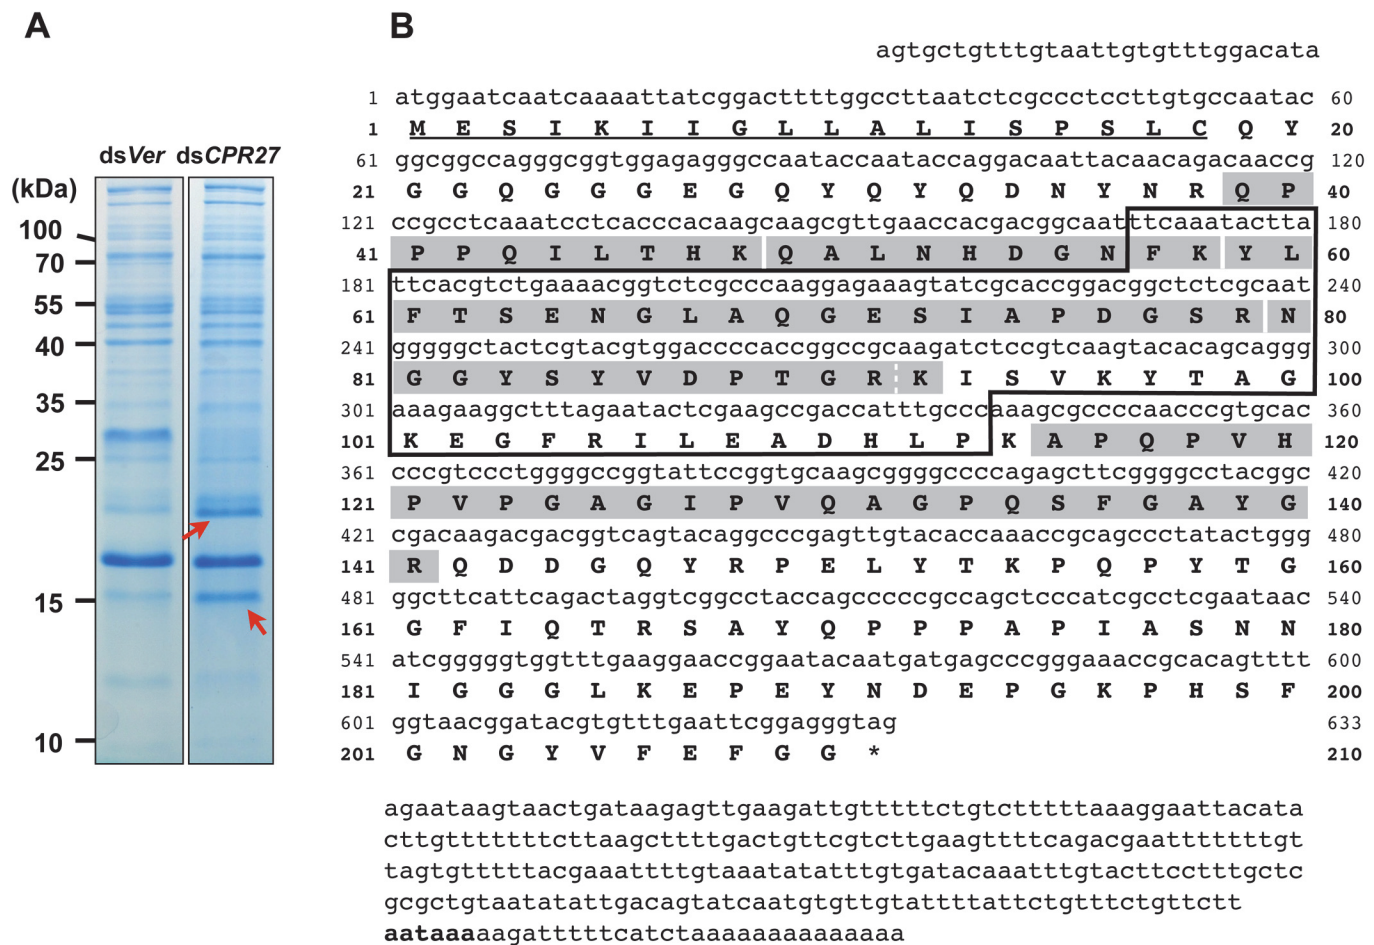 A
dsVer dsCPR27
(kDa)
100
70
55
40
35
25
15
10
B
agtgctgtttgtaattgtgtttggacata
1 atggaatcaatcaaaattatcggacttttggccttaatctcgccctccttgtgccaatac 60
1 M E S I K I I G L L A L I S P S L C Q Y 20
61 ggcggccagggcggtggagagggccaataccaataccaggacaattacaacagacaaccg 120
21 G G Q G G G E G Q Y Q Y Q D N Y N R Q P 40
121 ccgcctcaaatcctcacccacaagcaagcgttgaaccacgacggcaatttcaaatactta 180
41 P P Q I L T H K Q A L N H D G N F K Y L 60
181 ttcacgtctgaaaacggtctcgcccaaggagaaagtatcgcaccggacggctctcgcaat 240
61 F T S E N G L A Q G E S I A P D G S R N 80
241 gggggctactcgtacgtggaccccaccggccgcaagatctccgtcaagtacacagcaggg 300
81 G G Y S Y V D P T G R K I S V K Y T A G 100
301 aaagaaggctttagaatactcgaagccgaccatttgcccaaagcgccccaacccgtgcac 360
101 K E G F R I L E A D H L P K A P Q P V H 120
361 cccgtccctggggccggtattccggtgcaagcggggccccagagcttcggggcctacggc 420
121 P V P G A G I P V Q A G P Q S F G A Y G 140
421 cgacaagacgacggtcagtacaggcccgagttgtacaccaaaccgcagccctatactggg 480
141 R Q D D G Q Y R P E L Y T K P Q P Y T G 160
481 ggcttcattcagactaggtcggcctaccagcccccgccagctcccatcgcctcgaataac 540
161 G F I Q T R S A Y Q P P P A P I A S N N 180
541 atcgggggtggtttgaaggaaccggaatacaatgatgagcccgggaaaccgcacagtttt 600
181 I G G G L K E P E Y N D E P G K P H S F 200
601 ggtaacggatacgtgtttgaattcggagggtag 633
201 G N G Y V F E F G G * 210
agaataagtaactgataagagttgaagattgtttttctgtctttttaaaggaattacata
cttgtttttttcttaagcttttgactgttcgtcttgaagttttcagacgaatttttttgt
tagtgtttttacgaaattttgtaaatatatttgtgatacaaatttgtacttcctttgctc
gcgctgtaatatattgacagtatcaatgtgttgtattttattctgtttctgttctt
aataaaaagatttttcatctaaaaaaaaaaaaaaa